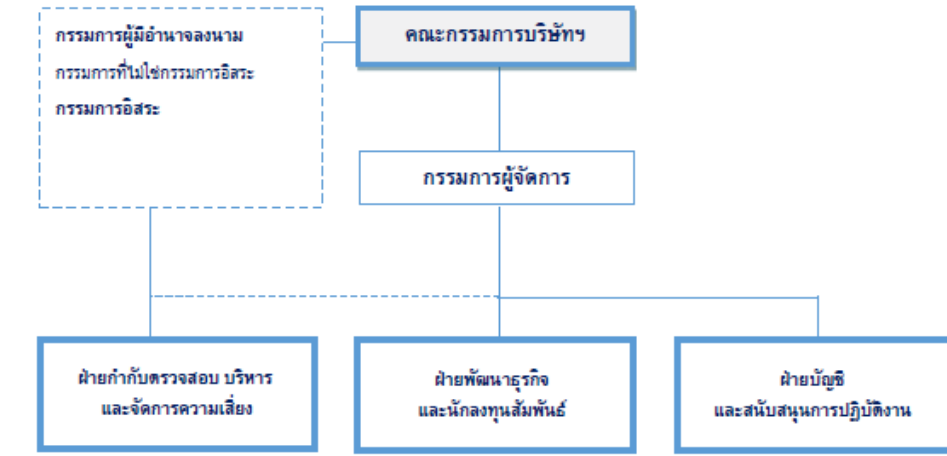 กรรมการผู้มีอำนาจลงนาม
กรรมการที่ไม่ใช่กรรมการอิสระ
กรรมการอิสระ
คณะกรรมการบริษัทฯ
กรรมการผู้จัดการ
ฝ่ายกำกับตรวจสอบ บริหาร
และจัดการความเสี่ยง
ฝ่ายพัฒนาธุรกิจ
และนักลงทุนสัมพันธ์
ฝ่ายบัญชี
และสนับสนุนการปฏิบัติงาน